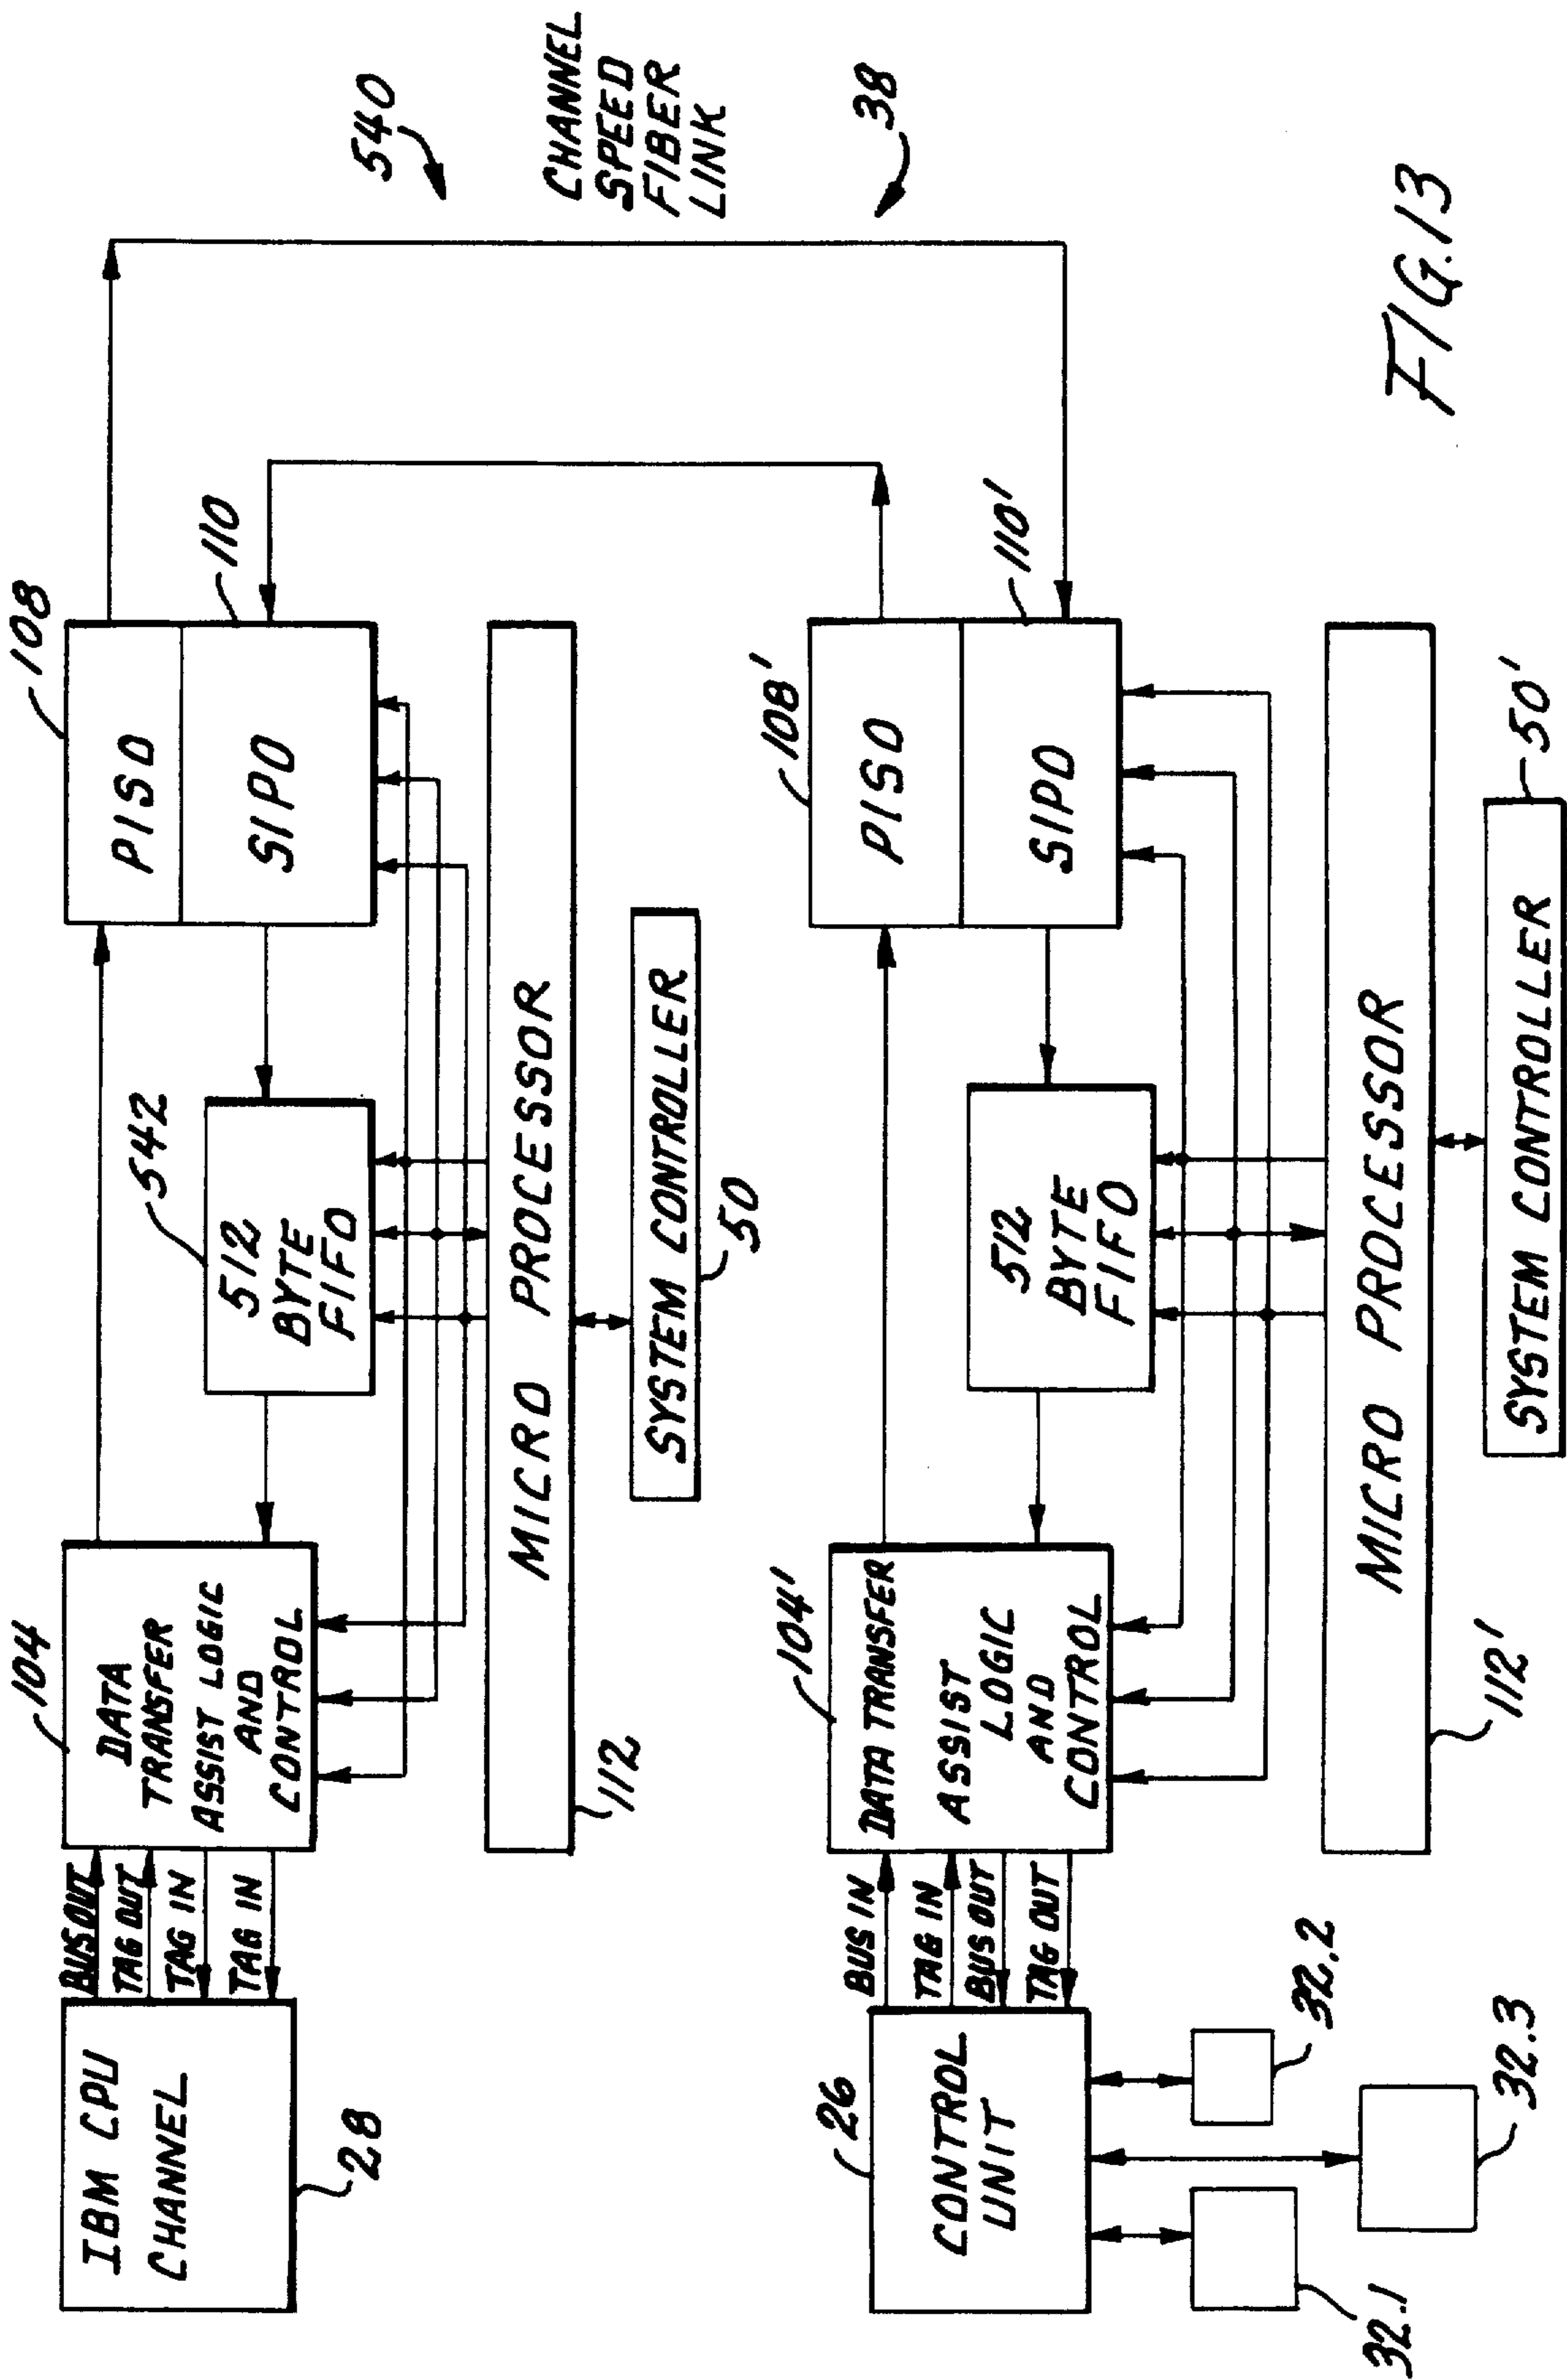 540
CHANNEL
SPEED
FIBER
LINK
38
FIG.13
108
PISO
SIPO
110
542
512
BYTE
FIFO
104
DATA
TRANSFER
ASSIST LOGIC
AND
CONTROL
BUS OUT
TAG OUT
TAG IN
TAG IN
IBM CPU
CHANNEL
28
MICRO PROCESSOR
112
SYSTEM CONTROLLER
50
108'
PISO
SIPO
110'
512
BYTE
FIFO
104'
DATA TRANSFER
ASSIST
LOGIC
AND
CONTROL
BUS IN
TAG IN
BUS OUT
TAG OUT
26
CONTROL
UNIT
32.1
32.2
32.3
MICRO PROCESSOR
112'
SYSTEM CONTROLLER
50'